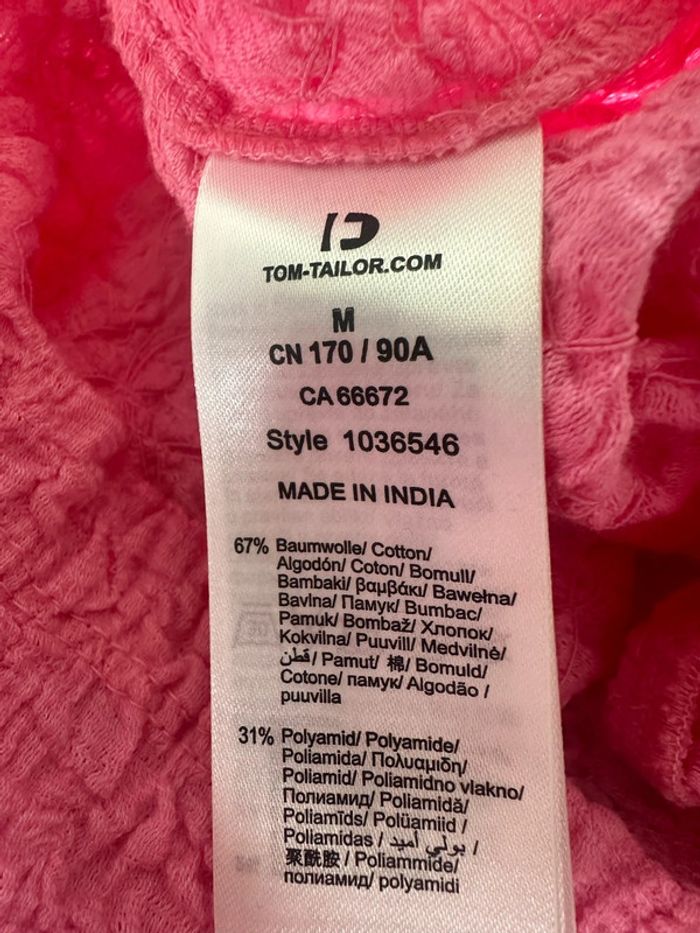 TOM-TAILOR.COM
M
CN 170 / 90A
CA 66672
Style 1036546
MADE IN INDIA
67% Baumwolle/ Cotton/
Algodón/ Coton/ Bomull/
Bambaki/ βαμβάκι/ Bawełna/
Bavlna/ Памук/ Bumbac/
Pamuk/ Bombaž/ Хлопок/
Kokvilna/ Puuvill/ Medvilnė/
قطن/ Pamut/ 棉/ Bomuld/
Cotone/ памук/ Algodão /
puuvilla
31% Polyamid/ Polyamide/
Poliamida/ Πολυαμιδη/
Poliamid/ Poliamidno vlakno/
Полиамид/ Poliamidă/
Poliamīds/ Polüamiid /
Poliamidas / بولي أميد /
聚酰胺 / Poliammide/
полиамид/ polyamidi